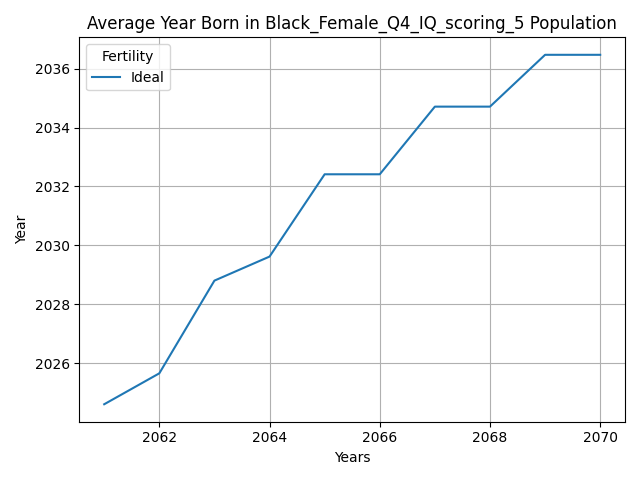 Average Year Born in Black_Female_Q4_IQ_scoring_5 Population
Fertility
Ideal
2036
2034
2032
2030
2028
2026
Year
2062
2064
2066
2068
2070
Years